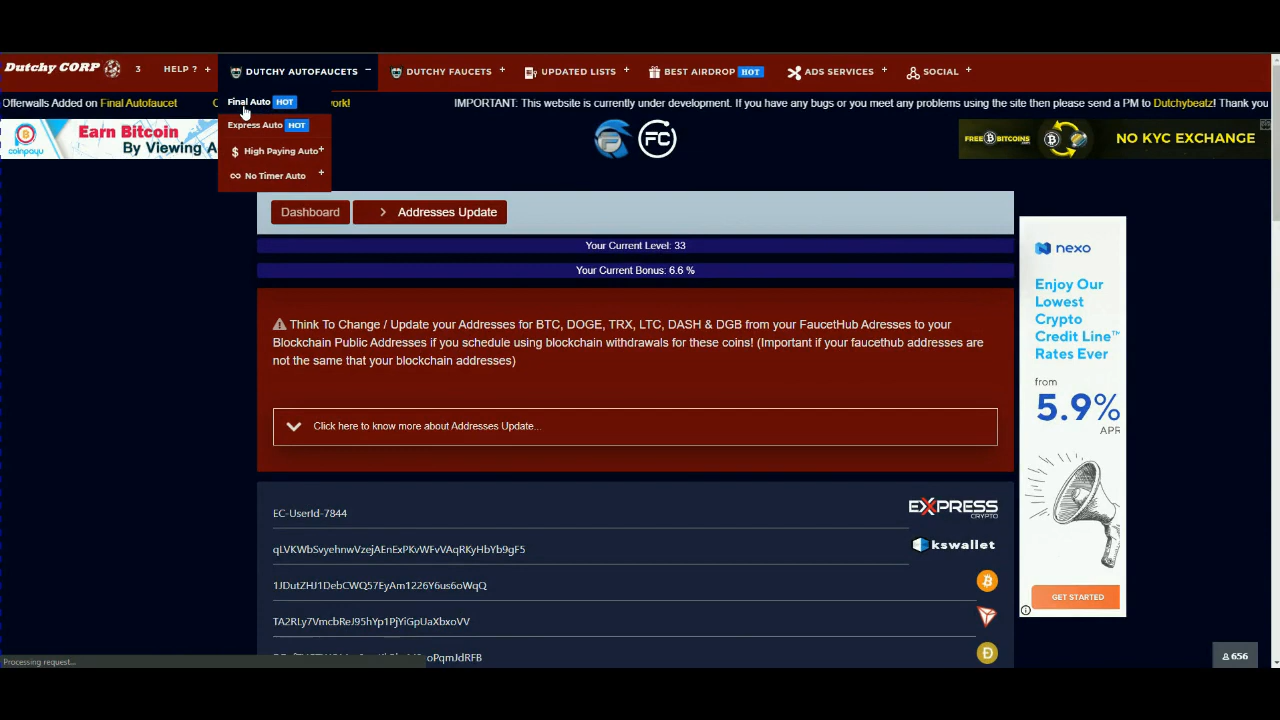 Dutchy CORP 3 HELP ? + DUTCHY AUTOFAUCETS − DUTCHY FAUCETS + UPDATED LISTS + BEST AIRDROP HOT ADS SERVICES + SOCIAL +
Final Auto HOT
Express Auto HOT
$ High Paying Auto +
∞ No Timer Auto +
Offerwalls Added on Final Autofaucet
work!
IMPORTANT: This website is currently under development. If you have any bugs or you meet any problems using the site then please send a PM to Dutchybeatz! Thank you
coinpayu
Earn Bitcoin
By Viewing A
FC
FREE BITCOINS
NO KYC EXCHANGE
Dashboard > Addresses Update
Your Current Level: 33
Your Current Bonus: 6.6 %
Think To Change / Update your Addresses for BTC, DOGE, TRX, LTC, DASH & DGB from your FaucetHub Adresses to your
Blockchain Public Addresses if you schedule using blockchain withdrawals for these coins! (Important if your faucethub addresses are
not the same that your blockchain addresses)
Click here to know more about Addresses Update...
EC-UserId-7844
EXPRESS
CRYPTO
qLVKWbSvyehnwVzejAEnExPKvWFvVAqRKyHbYb9gF5
kswallet
1JDutZHJ1DebCWQ57EyAm1226Y6us6oWqQ
TA2RLy7VmcbReJ95hYp1PjYiGpUaXbxoVV
oPqmJdRFB
nexo
Enjoy Our
Lowest
Crypto
Credit Line™
Rates Ever
from
5.9%
APR
GET STARTED
Processing request...
656